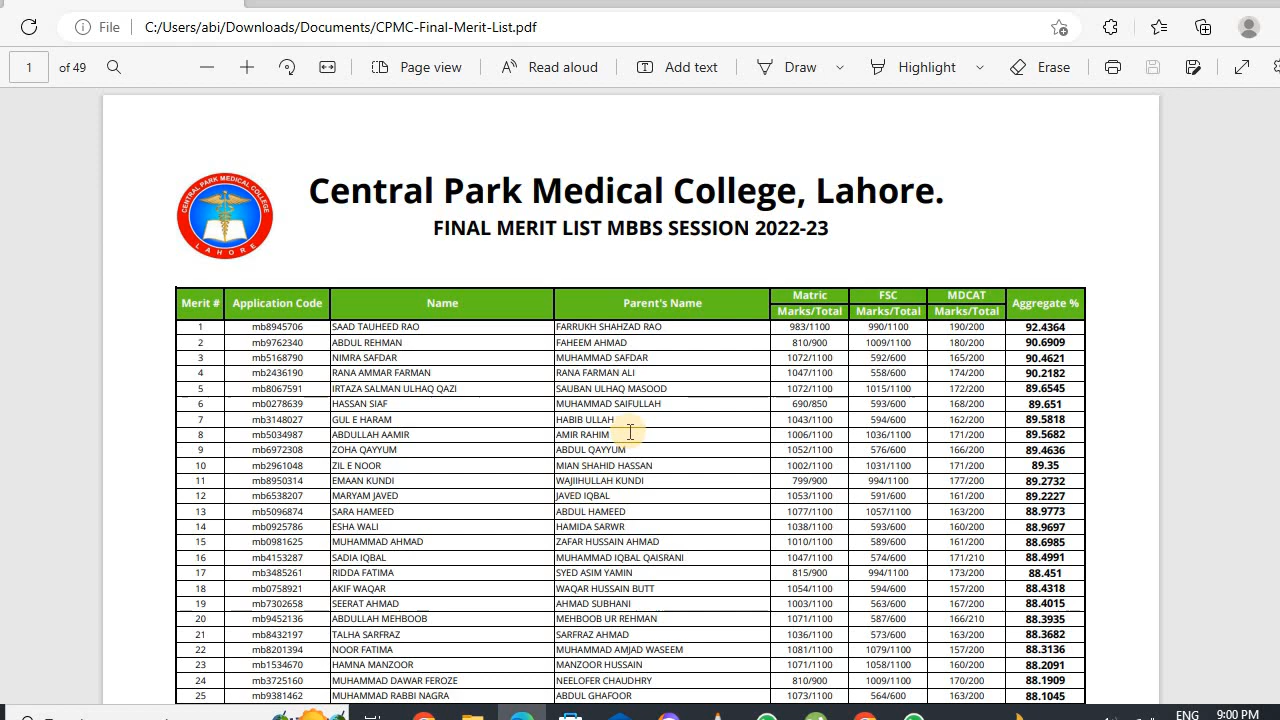 File C:/Users/abi/Downloads/Documents/CPMC-Final-Merit-List.pdf
1 of 49 Page view Read aloud Add text Draw Highlight Erase
CENTRAL PARK MEDICAL COLLEGE
LAHORE
Central Park Medical College, Lahore.
FINAL MERIT LIST MBBS SESSION 2022-23
Merit # Application Code Name Parent's Name Matric FSC MDCAT Aggregate %
Marks/Total Marks/Total Marks/Total
1 mb8945706 SAAD TAUHEED RAO FARRUKH SHAHZAD RAO 983/1100 990/1100 190/200 92.4364
2 mb9762340 ABDUL REHMAN FAHEEM AHMAD 810/900 1009/1100 180/200 90.6909
3 mb5168790 NIMRA SAFDAR MUHAMMAD SAFDAR 1072/1100 592/600 165/200 90.4621
4 mb2436190 RANA AMMAR FARMAN RANA FARMAN ALI 1047/1100 558/600 174/200 90.2182
5 mb8067591 IRTAZA SALMAN ULHAQ QAZI SAUBAN ULHAQ MASOOD 1072/1100 1015/1100 172/200 89.6545
6 mb0278639 HASSAN SIAF MUHAMMAD SAIFULLAH 690/850 593/600 168/200 89.651
7 mb3148027 GUL E HARAM HABIB ULLAH 1043/1100 594/600 162/200 89.5818
8 mb5034987 ABDULLAH AAMIR AMIR RAHIM 1006/1100 1036/1100 171/200 89.5682
9 mb6972308 ZOHA QAYYUM ABDUL QAYYUM 1052/1100 576/600 166/200 89.4636
10 mb2961048 ZIL E NOOR MIAN SHAHID HASSAN 1002/1100 1031/1100 171/200 89.35
11 mb8950314 EMAAN KUNDI WAJIIHULLAH KUNDI 799/900 994/1100 177/200 89.2732
12 mb6538207 MARYAM JAVED JAVED IQBAL 1053/1100 591/600 161/200 89.2227
13 mb5096874 SARA HAMEED ABDUL HAMEED 1077/1100 1057/1100 163/200 88.9773
14 mb0925786 ESHA WALI HAMIDA SARWR 1038/1100 593/600 160/200 88.9697
15 mb0981625 MUHAMMAD AHMAD ZAFAR HUSSAIN AHMAD 1010/1100 589/600 161/200 88.6985
16 mb4153287 SADIA IQBAL MUHAMMAD IQBAL QAISRANI 1047/1100 574/600 171/210 88.4991
17 mb3485261 RIDDA FATIMA SYED ASIM YAMIN 815/900 994/1100 173/200 88.451
18 mb0758921 AKIF WAQAR WAQAR HUSSAIN BUTT 1054/1100 594/600 157/200 88.4318
19 mb7302658 SEERAT AHMAD AHMAD SUBHANI 1003/1100 563/600 167/200 88.4015
20 mb9452136 ABDULLAH MEHBOOB MEHBOOB UR REHMAN 1071/1100 587/600 166/210 88.3935
21 mb8432197 TALHA SARFRAZ SARFRAZ AHMAD 1036/1100 573/600 163/200 88.3682
22 mb8201394 NOOR FATIMA MUHAMMAD AMJAD WASEEM 1081/1100 1079/1100 157/200 88.3136
23 mb1534670 HAMNA MANZOOR MANZOOR HUSSAIN 1071/1100 1058/1100 160/200 88.2091
24 mb3725160 MUHAMMAD DAWAR FEROZE NEELOFER CHAUDHRY 810/900 1009/1100 170/200 88.1909
25 mb9381462 MUHAMMAD RABBI NAGRA ABDUL GHAFOOR 1073/1100 564/600 163/200 88.1045
ENG 9:00 PM